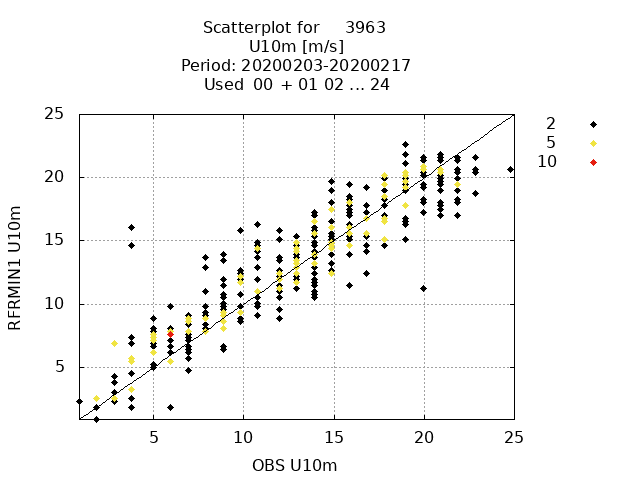 Scatterplot for 3963
U10m [m/s]
Period: 20200203-20200217
Used 00 + 01 02 ... 24
25
20
15
10
5
RFRMIN1 U10m
5 10 15 20 25
OBS U10m
2
5
10